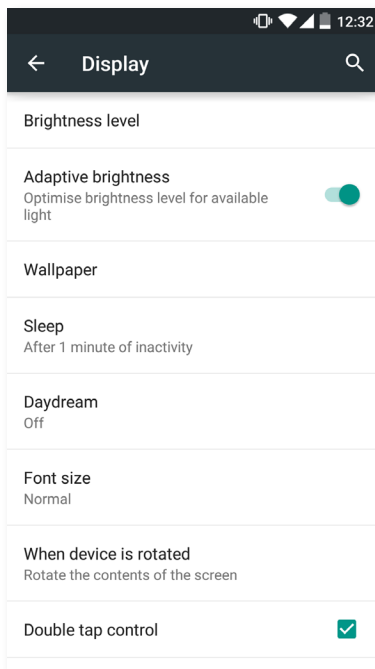 12:32
Display
Brightness level
Adaptive brightness
Optimise brightness level for available
light
Wallpaper
Sleep
After 1 minute of inactivity
Daydream
Off
Font size
Normal
When device is rotated
Rotate the contents of the screen
Double tap control